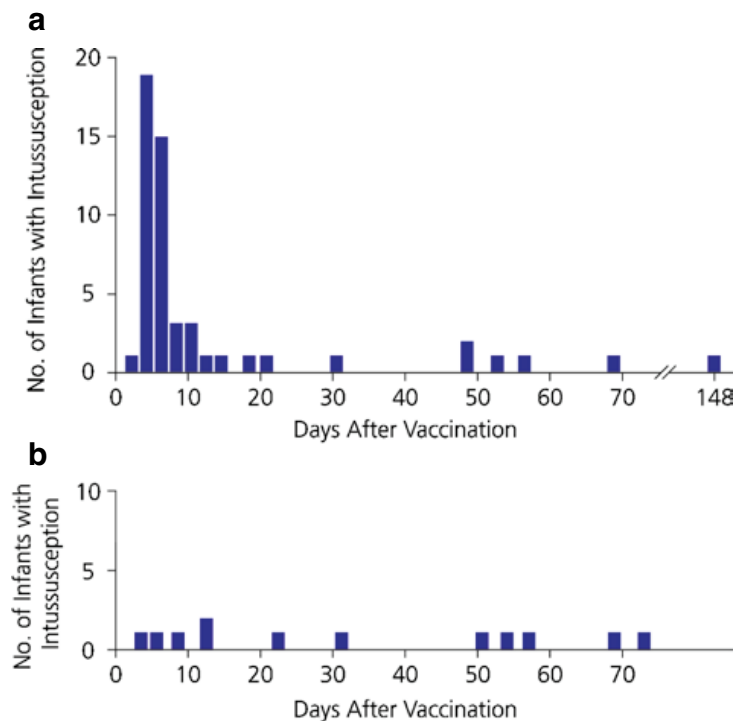 a
No. of Infants with Intussusception
20
15
10
5
0
0 10 20 30 40 50 60 70 148
Days After Vaccination
b
No. of Infants with
Intussusception
10
5
0
0 10 20 30 40 50 60 70
Days After Vaccination